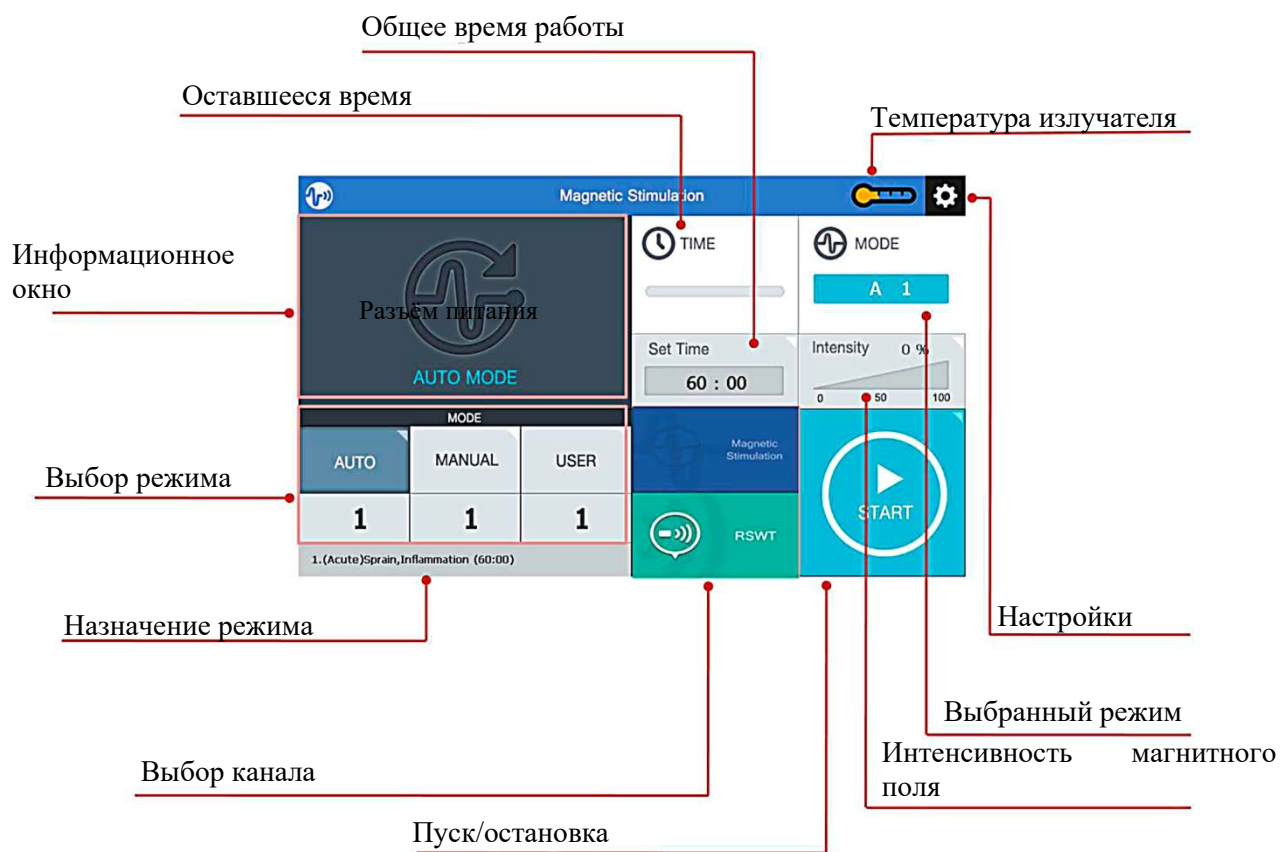 Общее время работы
Оставшееся время
Температура излучателя
Magnetic Stimulation
Информационное
окно
Разъём питания
AUTO MODE
TIME
MODE
A 1
Set Time
60 : 00
Intensity 0 %
0 50 100
MODE
AUTO MANUAL USER
1 1 1
1.(Acute)Sprain,Inflammation (60:00)
Magnetic
Stimulation
RSWT
START
Выбор режима
Назначение режима
Настройки
Выбранный режим
Интенсивность магнитного
поля
Выбор канала
Пуск/остановка